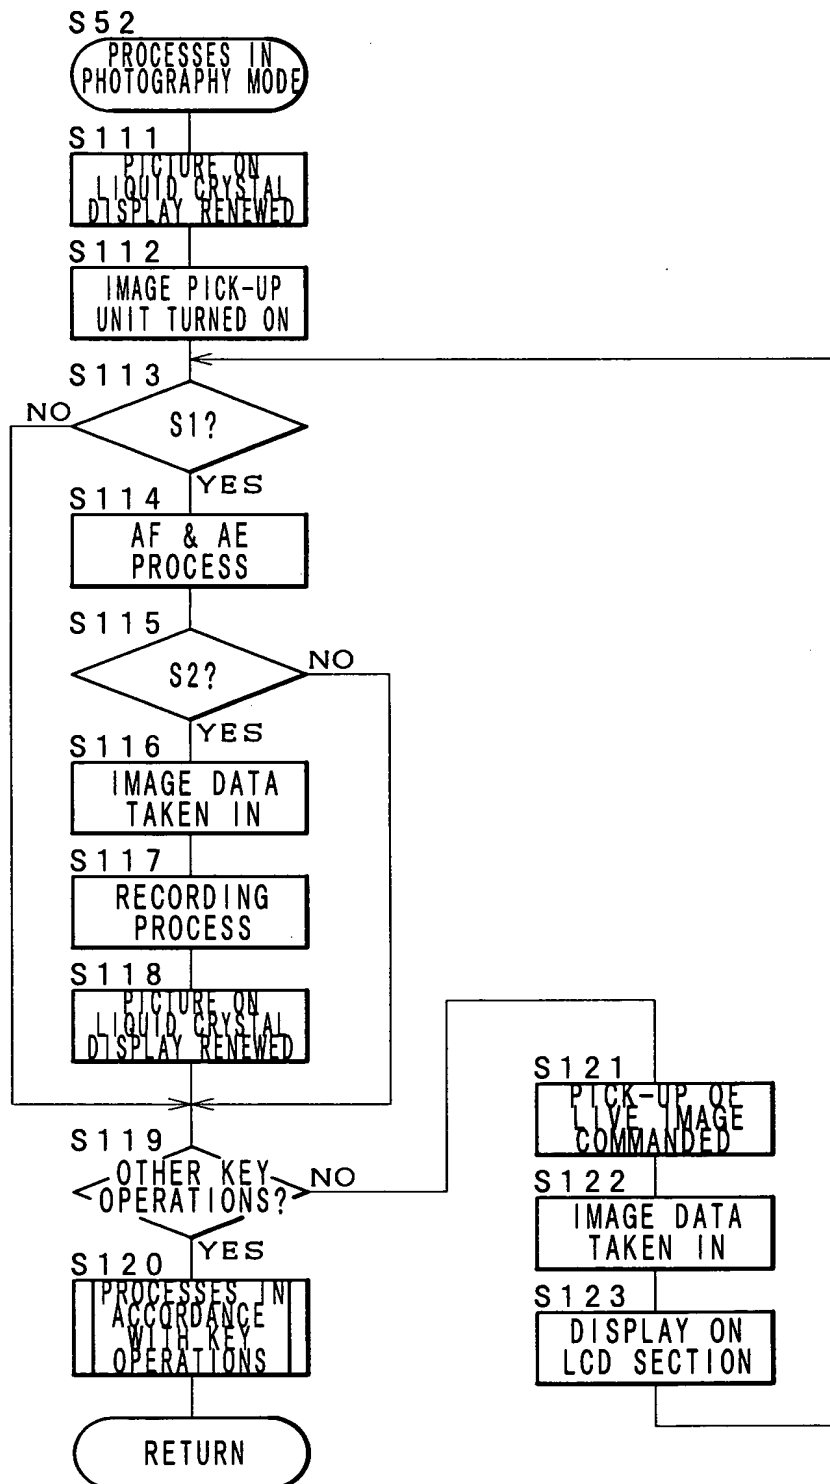 S52
PROCESSES IN
PHOTOGRAPHY MODE
S111
PICTURE ON
LIQUID CRYSTAL
DISPLAY RENEWED
S112
IMAGE PICK-UP
UNIT TURNED ON
S113
NO
S1?
YES
S114
AF & AE
PROCESS
S115
S2?
NO
YES
S116
IMAGE DATA
TAKEN IN
S117
RECORDING
PROCESS
S118
PICTURE ON
LIQUID CRYSTAL
DISPLAY RENEWED
S119
OTHER KEY
OPERATIONS?
NO
YES
S120
PROCESSES IN
ACCORDANCE
WITH KEY
OPERATIONS
RETURN
S121
PICK-UP OF
LIVE IMAGE
COMMANDED
S122
IMAGE DATA
TAKEN IN
S123
DISPLAY ON
LCD SECTION